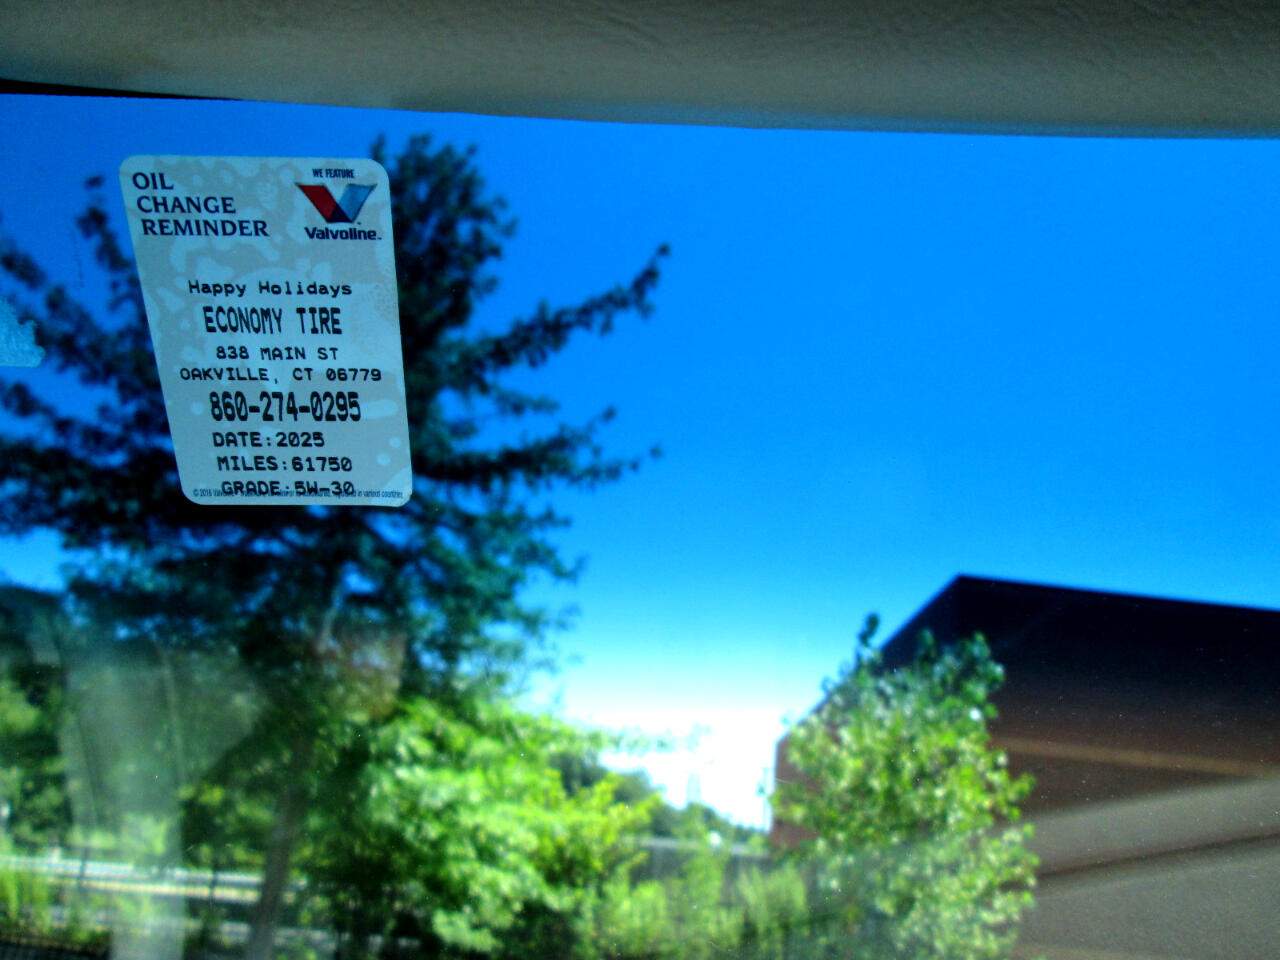 OIL
CHANGE
REMINDER
WE FEATURE
Valvoline™
Happy Holidays
ECONOMY TIRE
838 MAIN ST
OAKVILLE, CT 06779
860-274-0295
DATE:2025
MILES:61750
GRADE:5W-30